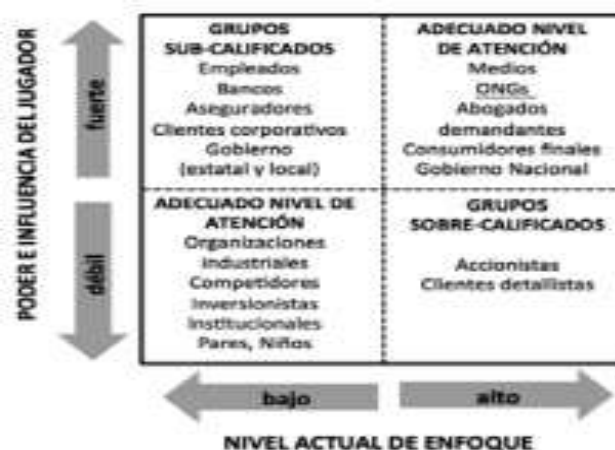 PODER E INFLUENCIA DEL JUGADOR
fuerte
débil
GRUPOS
SUB-CALIFICADOS
Empleados
Bancos
Aseguradores
Clientes corporativos
Gobierno
(estatal y local)
ADECUADO NIVEL
DE ATENCIÓN
Medios
ONGs
Abogados
demandantes
Consumidores finales
Gobierno Nacional
ADECUADO NIVEL DE
ATENCIÓN
Organizaciones
industriales
Competidores
Inversionistas
Institucionales
Pares, Niños
GRUPOS
SOBRE-CALIFICADOS
Accionistas
Clientes detallistas
bajo
alto
NIVEL ACTUAL DE ENFOQUE